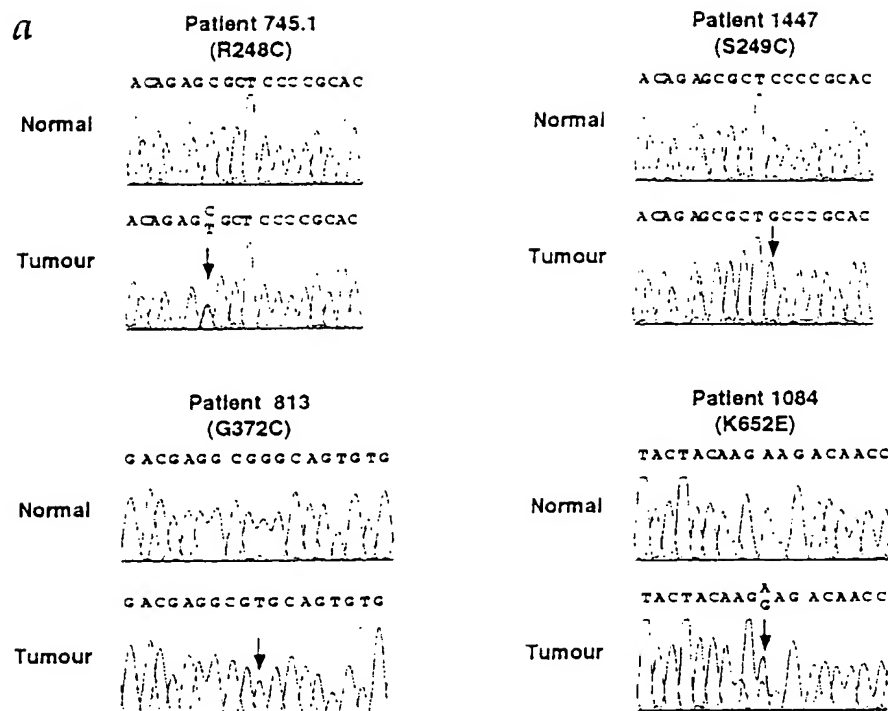 a
Patient 745.1
(R248C)
ACAGAGCGCTCCCCGCAC
Normal
ACAGAG C/T GCTCCCCGCAC
Tumour
Patient 1447
(S249C)
ACAGAGCGCTCCCCGCAC
Normal
ACAGAGCGCTGCCCGCAC
Tumour
Patient 813
(G372C)
GACGAGGCGGGCAGTGTG
Normal
GACGAGGCGTGCAGTGTG
Tumour
Patient 1084
(K652E)
TACTACAAGAAGACAACC
Normal
TACTACAAG A/G AGACAACC
Tumour